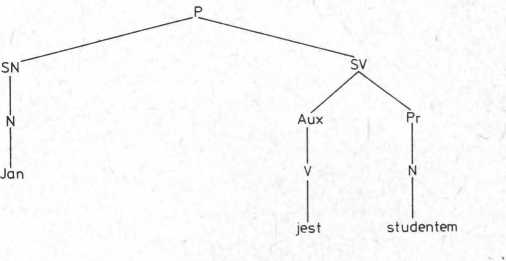 P
SN SV
N Aux Pr
Jan V N
jest studentem